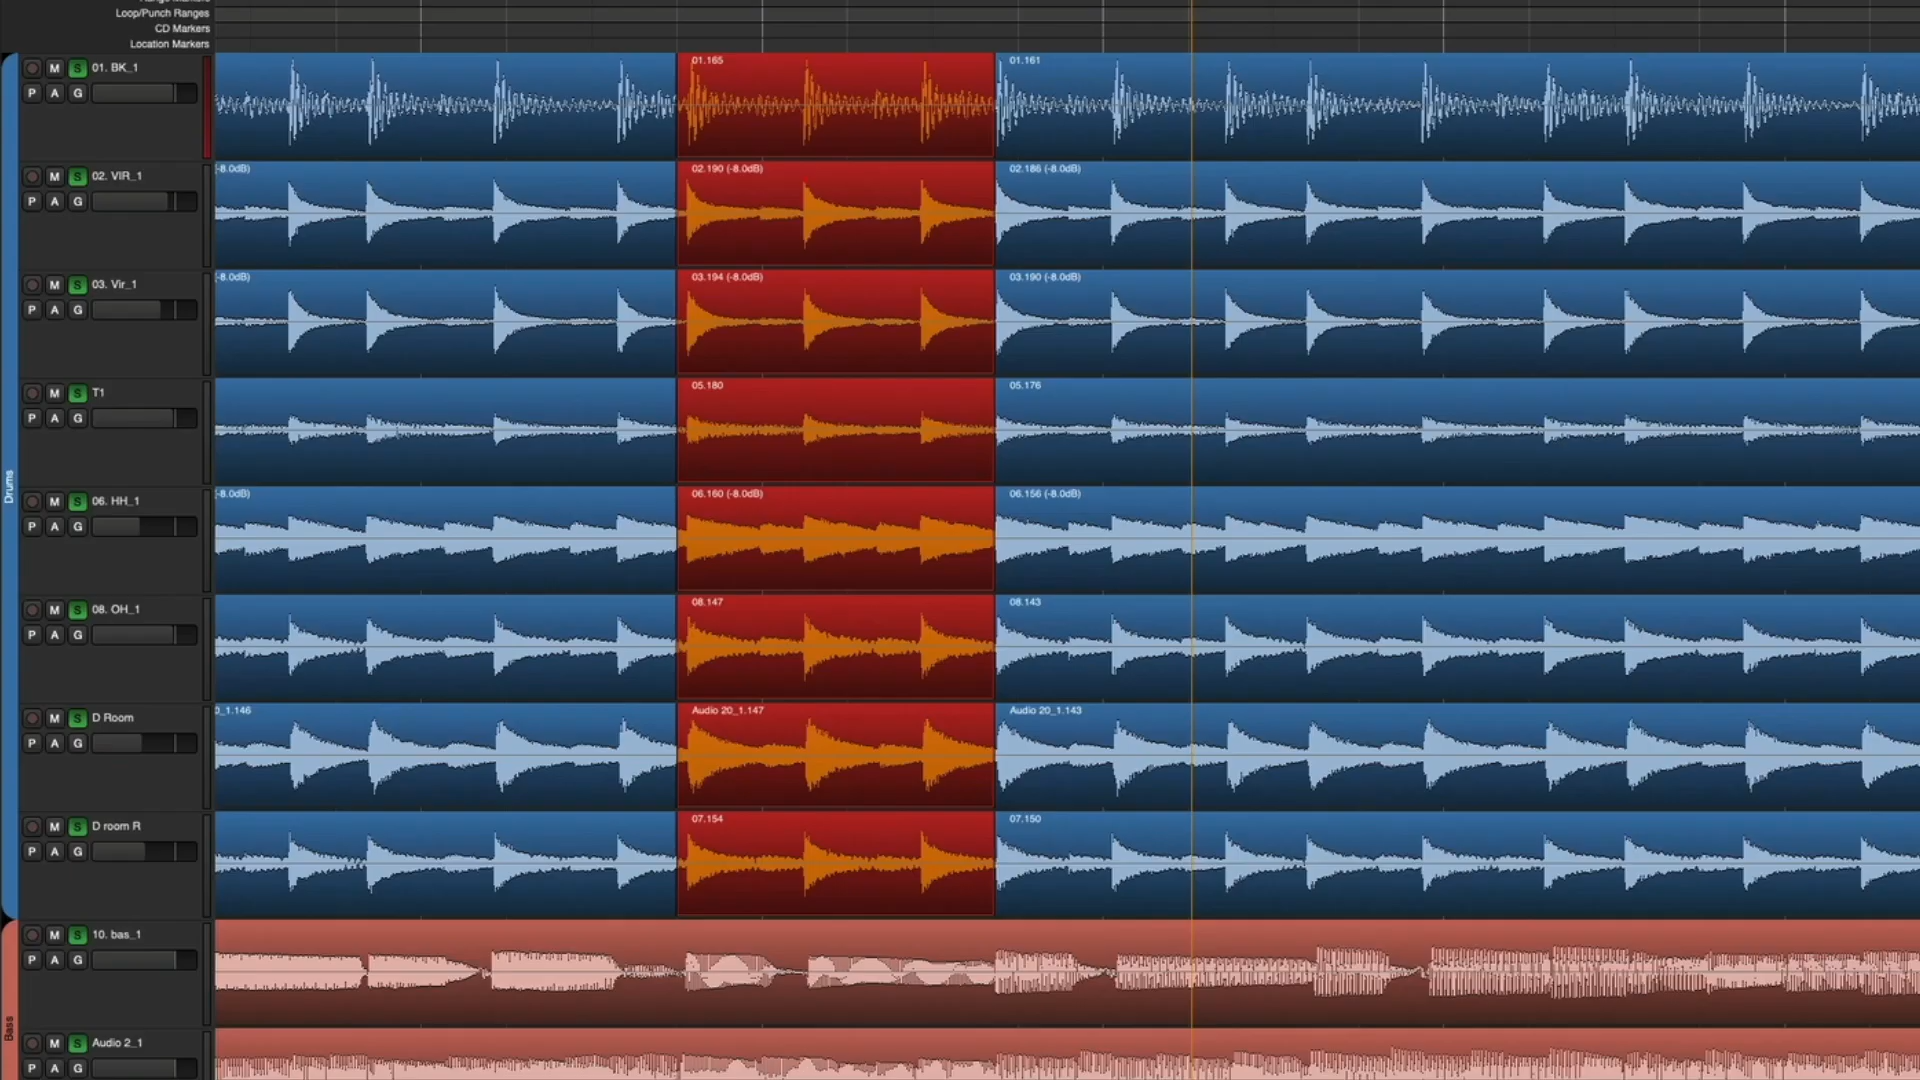 Loop/Punch Ranges
CD Markers
Location Markers
M S 01. BK_1
P A G
01.165
01.161
M S 02. VIR_1
P A G
-8.0dB)
02.190 (-8.0dB)
02.186 (-8.0dB)
M S 03. Vir_1
P A G
-8.0dB)
03.194 (-8.0dB)
03.190 (-8.0dB)
M S T1
P A G
05.180
05.176
M S 06. HH_1
P A G
-8.0dB)
06.160 (-8.0dB)
06.156 (-8.0dB)
Drums
M S 08. OH_1
P A G
08.147
08.143
M S D Room
P A G
0_1.146
Audio 20_1.147
Audio 20_1.143
M S D room R
P A G
07.154
07.150
M S 10. bas_1
P A G
Bass
M S Audio 2_1
P A G